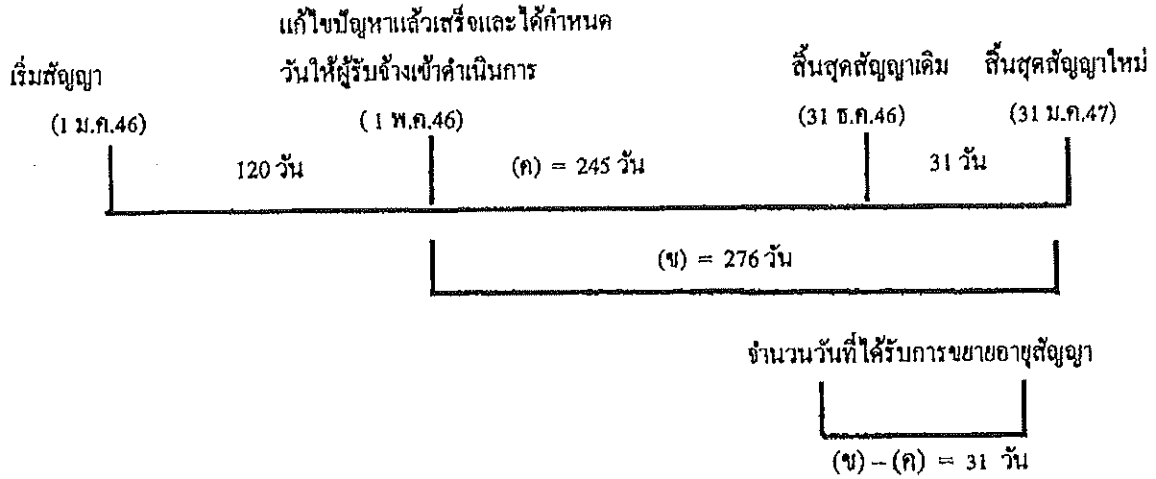 แก้ไขปัญหาแล้วเสร็จและได้กำหนด
เริ่มสัญญา วันให้ผู้รับจ้างเข้าดำเนินการ สิ้นสุดสัญญาเดิม สิ้นสุดสัญญาใหม่
(1 ม.ค.46) ( 1 พ.ค.46) (31 ธ.ค.46) (31 ม.ค.47)
120 วัน (ค) = 245 วัน 31 วัน
(ข) = 276 วัน
จำนวนวันที่ได้รับการขยายอายุสัญญา
(ข) – (ค) = 31 วัน